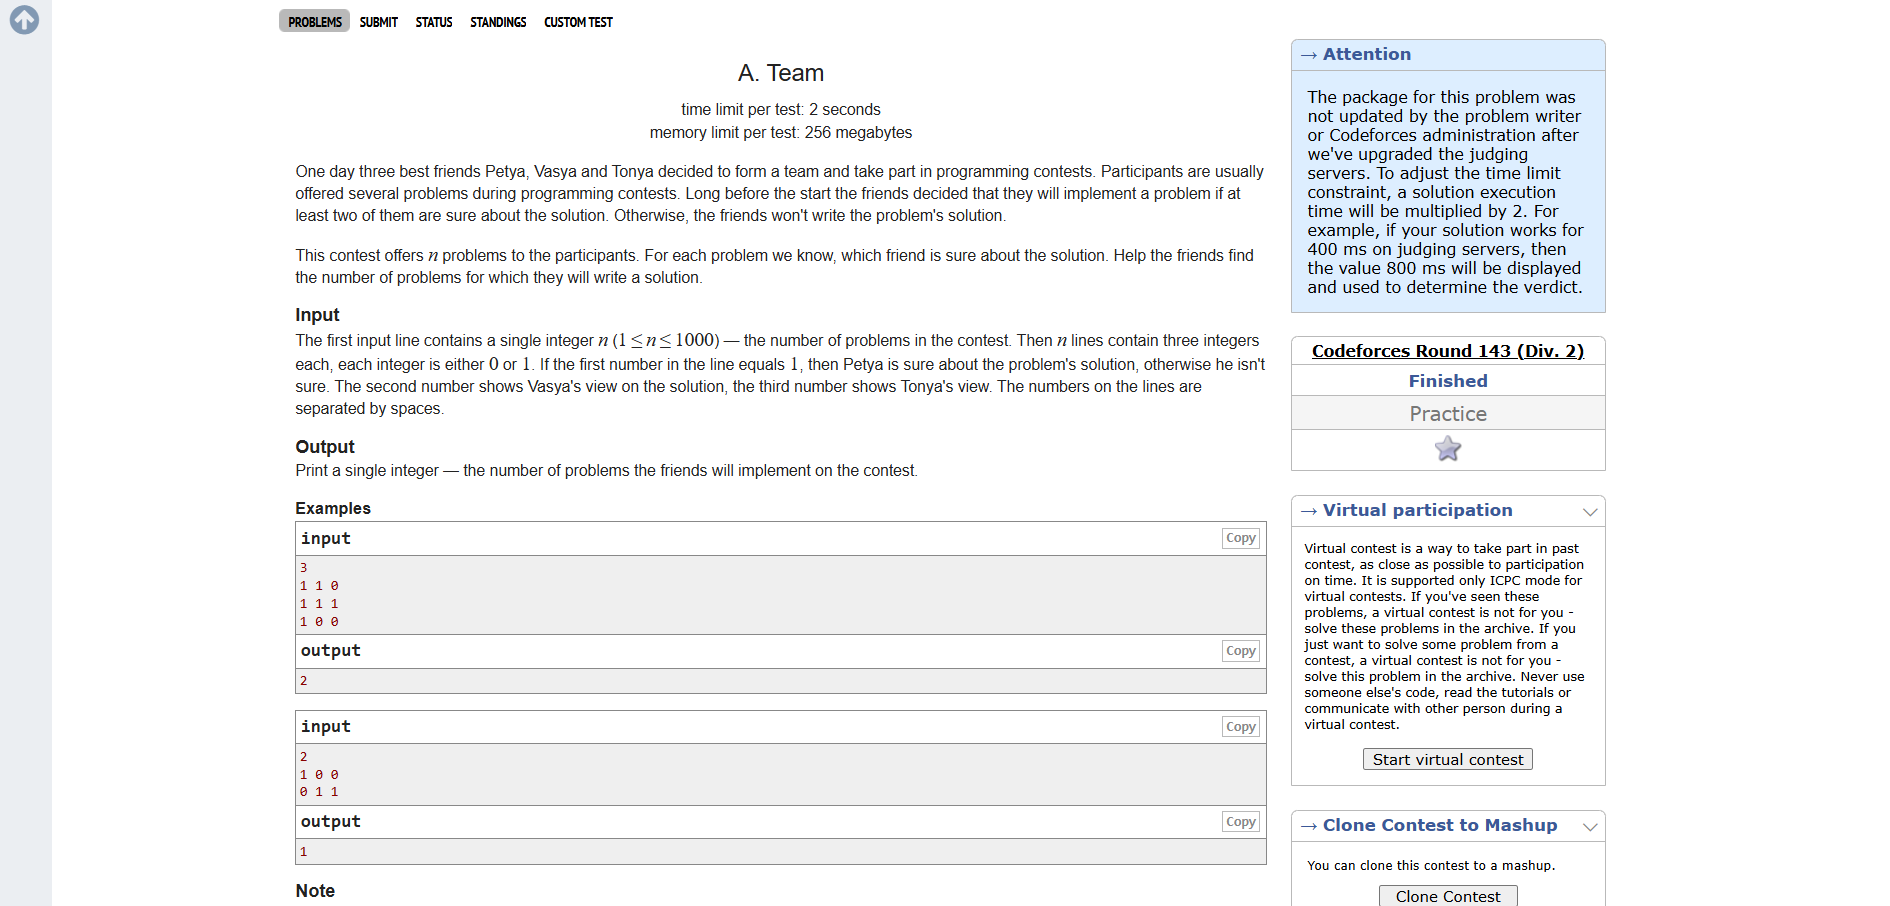 PROBLEMS SUBMIT STATUS STANDINGS CUSTOM TEST
A. Team
time limit per test: 2 seconds
memory limit per test: 256 megabytes
One day three best friends Petya, Vasya and Tonya decided to form a team and take part in programming contests. Participants are usually
offered several problems during programming contests. Long before the start the friends decided that they will implement a problem if at
least two of them are sure about the solution. Otherwise, the friends won't write the problem's solution.
This contest offers n problems to the participants. For each problem we know, which friend is sure about the solution. Help the friends find
the number of problems for which they will write a solution.
Input
The first input line contains a single integer n (1 ≤ n ≤ 1000) — the number of problems in the contest. Then n lines contain three integers
each, each integer is either 0 or 1. If the first number in the line equals 1, then Petya is sure about the problem's solution, otherwise he isn't
sure. The second number shows Vasya's view on the solution, the third number shows Tonya's view. The numbers on the lines are
separated by spaces.
Output
Print a single integer — the number of problems the friends will implement on the contest.
Examples
input
Copy
3
1 1 0
1 1 1
1 0 0
output
Copy
2
input
Copy
2
1 0 0
0 1 1
output
Copy
1
Note
→ Attention
The package for this problem was
not updated by the problem writer
or Codeforces administration after
we've upgraded the judging
servers. To adjust the time limit
constraint, a solution execution
time will be multiplied by 2. For
example, if your solution works for
400 ms on judging servers, then
the value 800 ms will be displayed
and used to determine the verdict.
Codeforces Round 143 (Div. 2)
Finished
Practice
→ Virtual participation
Virtual contest is a way to take part in past
contest, as close as possible to participation
on time. It is supported only ICPC mode for
virtual contests. If you've seen these
problems, a virtual contest is not for you -
solve these problems in the archive. If you
just want to solve some problem from a
contest, a virtual contest is not for you -
solve this problem in the archive. Never use
someone else's code, read the tutorials or
communicate with other person during a
virtual contest.
Start virtual contest
→ Clone Contest to Mashup
You can clone this contest to a mashup.
Clone Contest